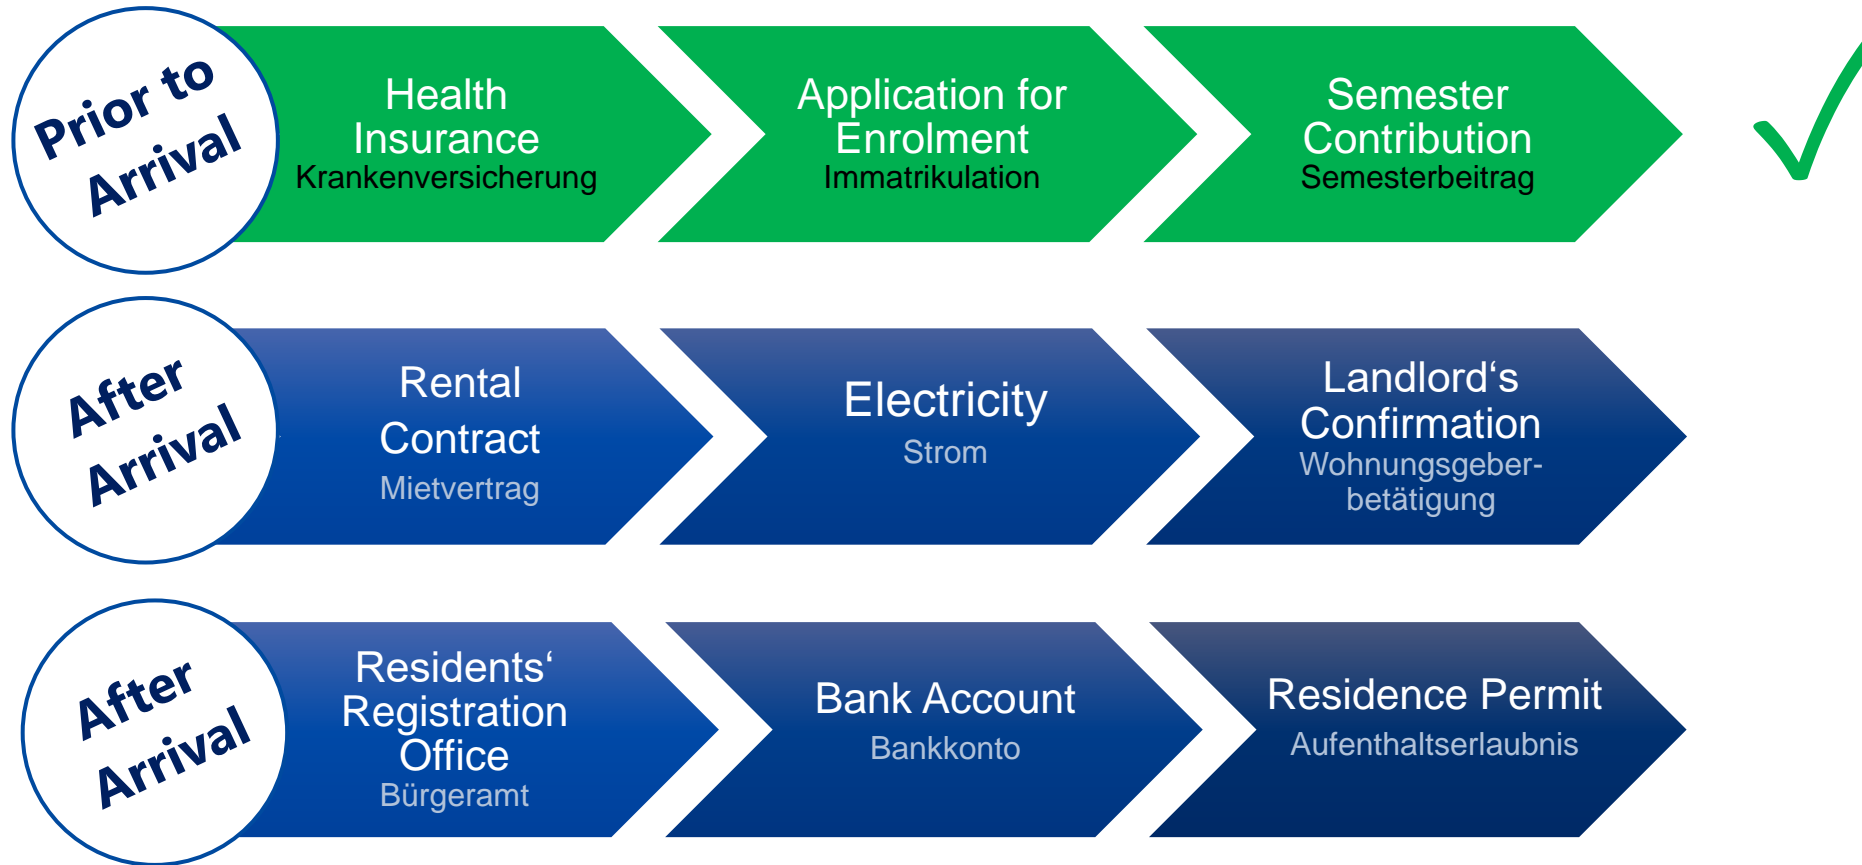 Prior to
Arrival
Health
Insurance
Krankenversicherung
Application for
Enrolment
Immatrikulation
Semester
Contribution
Semesterbeitrag
After
Arrival
Rental
Contract
Mietvertrag
Electricity
Strom
Landlord‘s
Confirmation
Wohnungsgeber-
betätigung
After
Arrival
Residents‘
Registration
Office
Bürgeramt
Bank Account
Bankkonto
Residence Permit
Aufenthaltserlaubnis